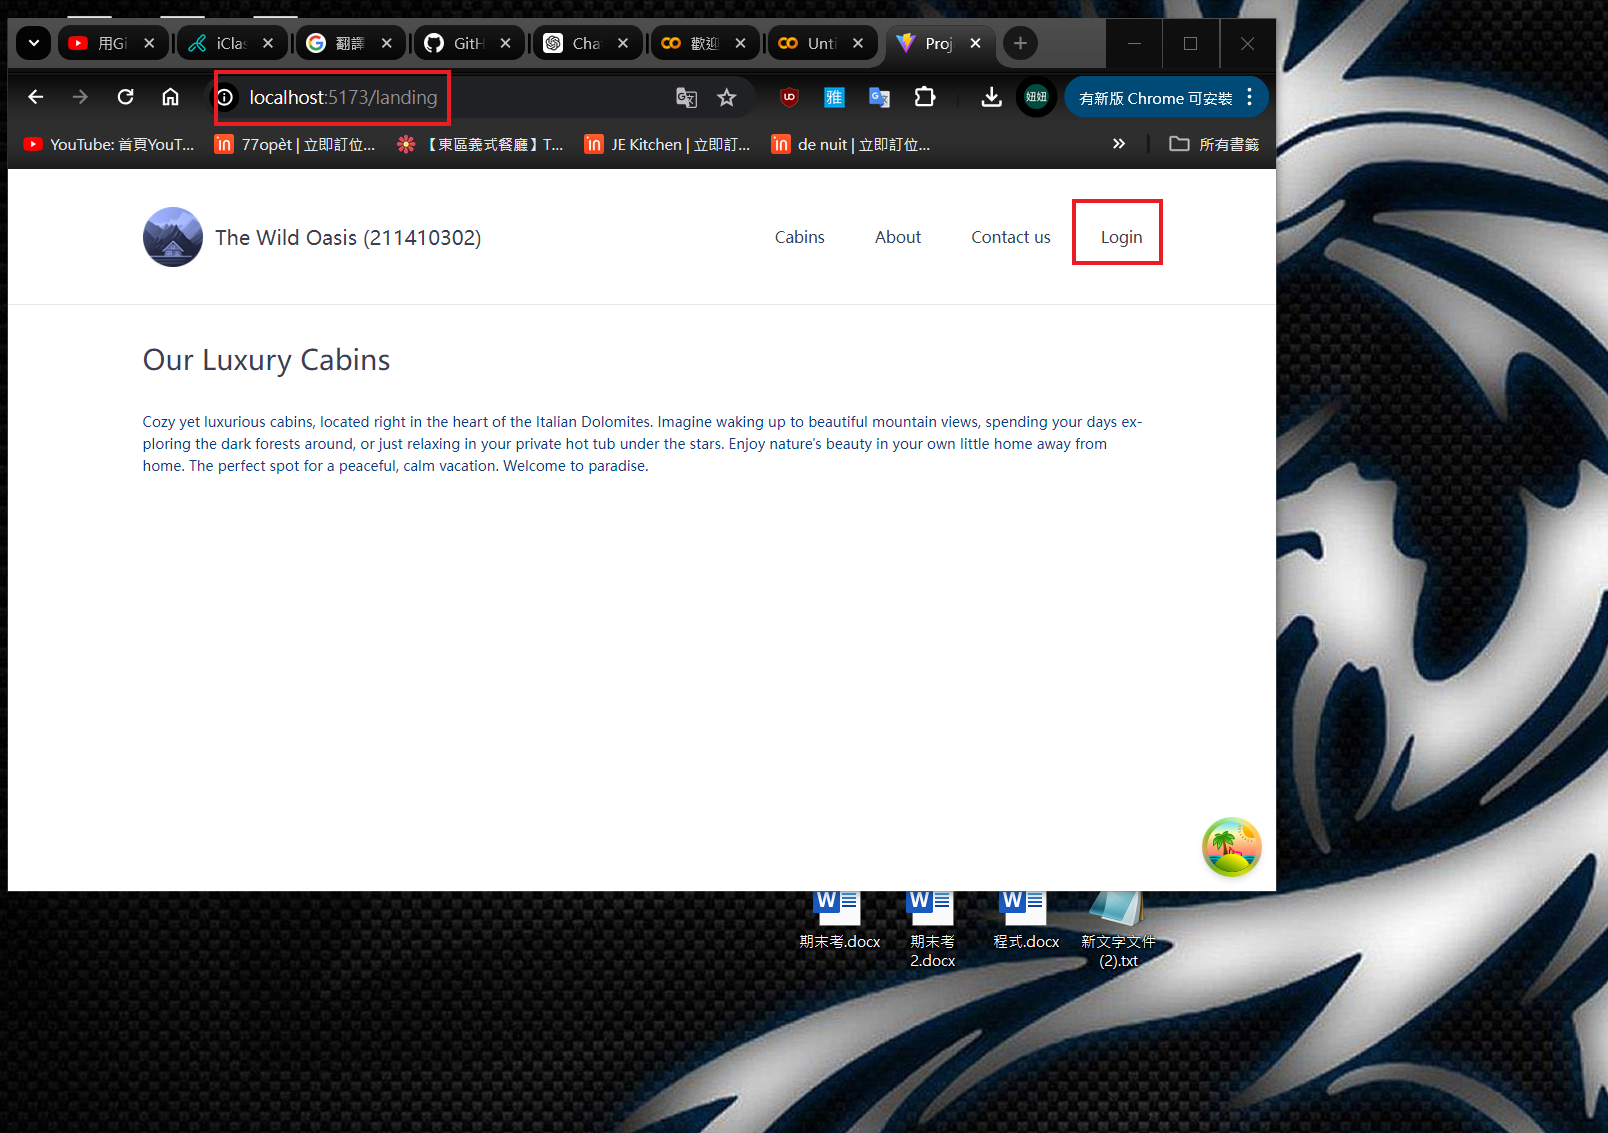 用Gi
iClas
翻譯
GitH
Cha
歡迎
Unti
Proj
localhost:5173/landing
雅
妞妞
有新版 Chrome 可安裝
YouTube: 首頁YouT...
77opèt | 立即訂位...
【東區義式餐廳】T...
JE Kitchen | 立即訂...
de nuit | 立即訂位...
所有書籤
The Wild Oasis (211410302)
Cabins
About
Contact us
Login
Our Luxury Cabins
Cozy yet luxurious cabins, located right in the heart of the Italian Dolomites. Imagine waking up to beautiful mountain views, spending your days ex-
ploring the dark forests around, or just relaxing in your private hot tub under the stars. Enjoy nature's beauty in your own little home away from
home. The perfect spot for a peaceful, calm vacation. Welcome to paradise.
期末考.docx
期末考
2.docx
程式.docx
新文字文件
(2).txt